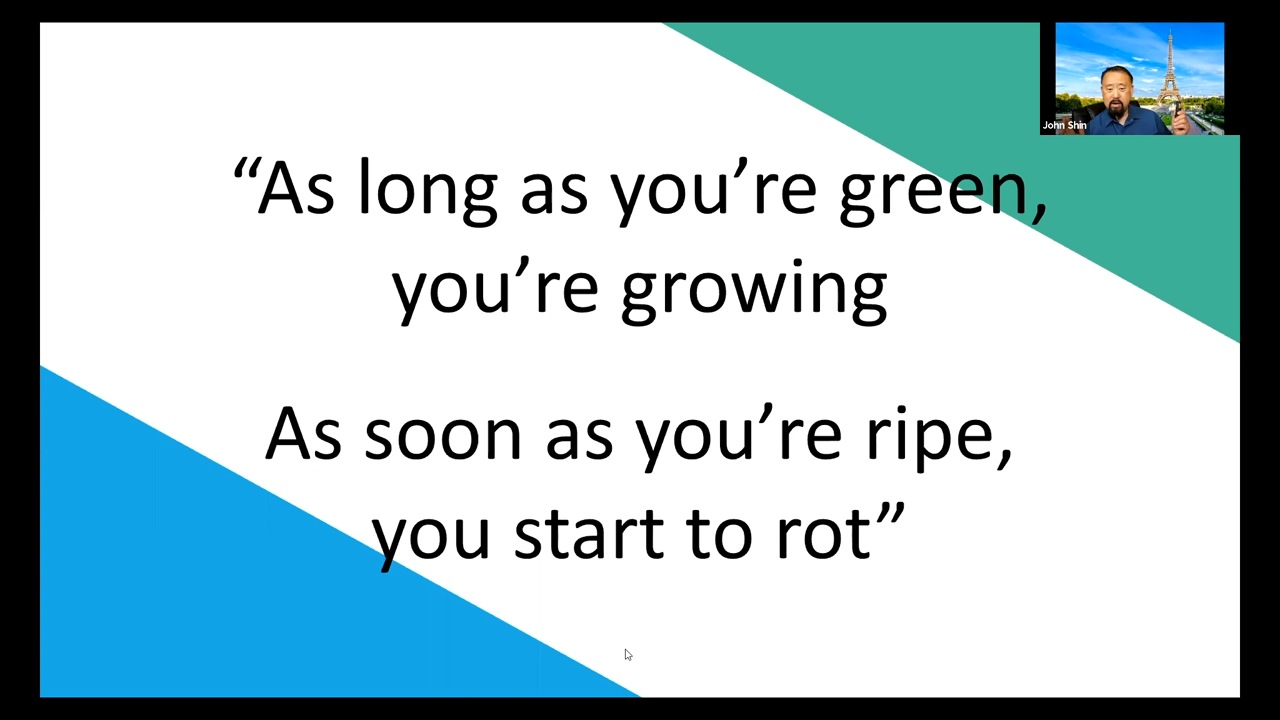 “As long as you’re green,
you’re growing
As soon as you’re ripe,
you start to rot”
John Shin